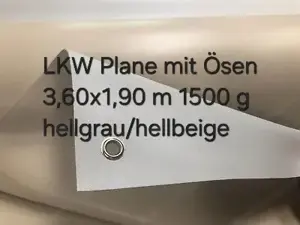 LKW Plane mit Ösen
3,60x1,90 m 1500 g
hellgrau/hellbeige